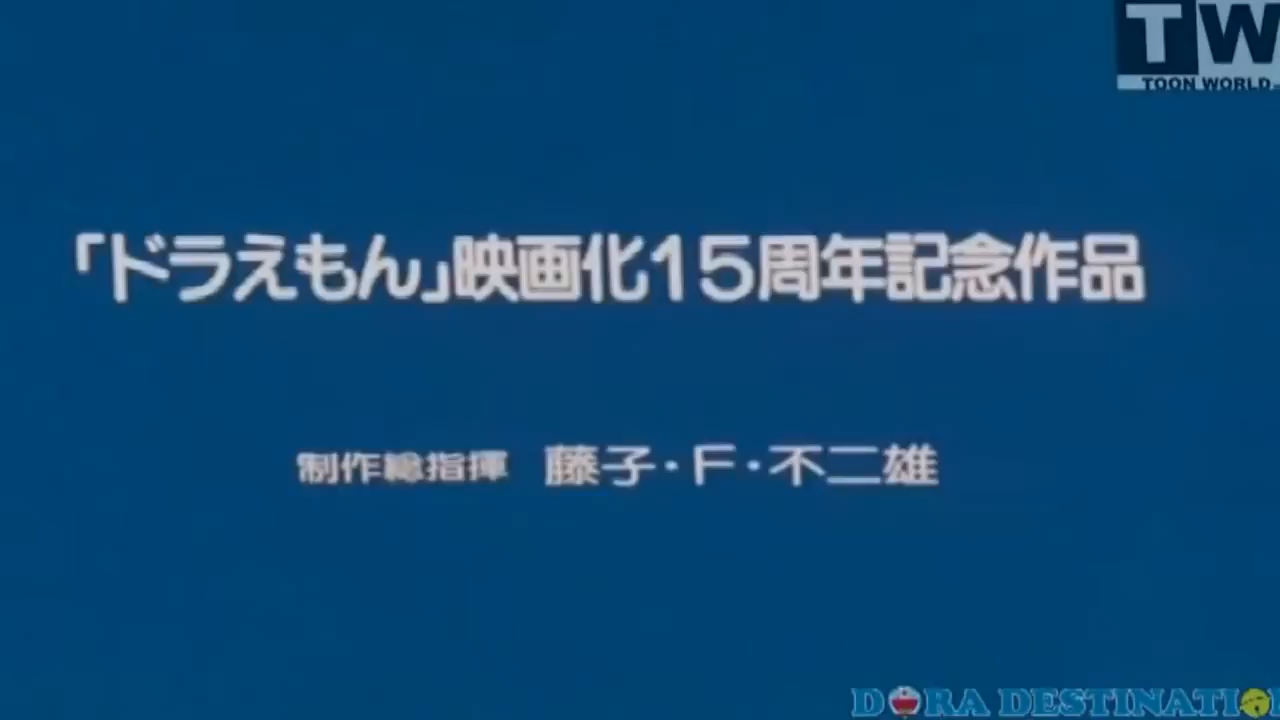 TW
TOON WORLD
「ドラえもん」映画化15周年記念作品
制作総指揮 藤子・F・不二雄
DORA DESTINATIO